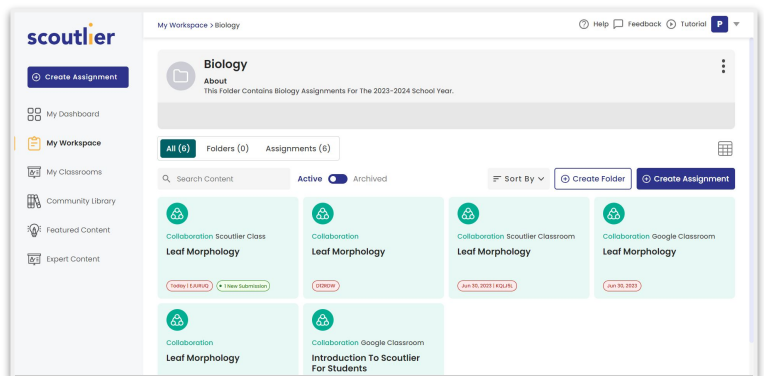 scoutlier
My Workspace > Biology
Help
Feedback
Tutorial
P
Create Assignment
My Dashboard
My Workspace
My Classrooms
Community Library
Featured Content
Expert Content
Biology
About
This Folder Contains Biology Assignments For The 2023-2024 School Year.
All (6)
Folders (0)
Assignments (6)
Search Content
Active
Archived
Sort By
Create Folder
Create Assignment
Collaboration Scoutlier Class
Leaf Morphology
Today | EJURUQ
• 1 New Submission
Collaboration
Leaf Morphology
Collaboration Scoutlier Classroom
Leaf Morphology
Jun 30, 2023 | KQLJRL
Collaboration Google Classroom
Leaf Morphology
Jun 30, 2023
Collaboration
Leaf Morphology
Collaboration Google Classroom
Introduction To Scoutlier
For Students